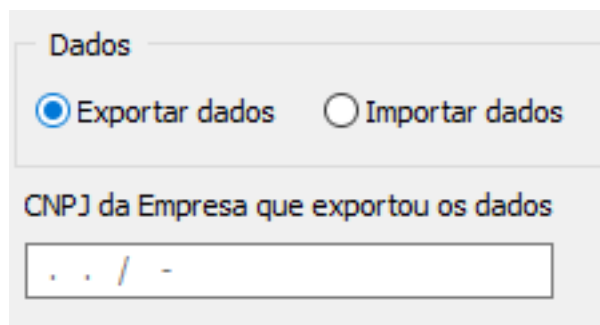 Dados
Exportar dados Importar dados
CNPJ da Empresa que exportou os dados
. . / -